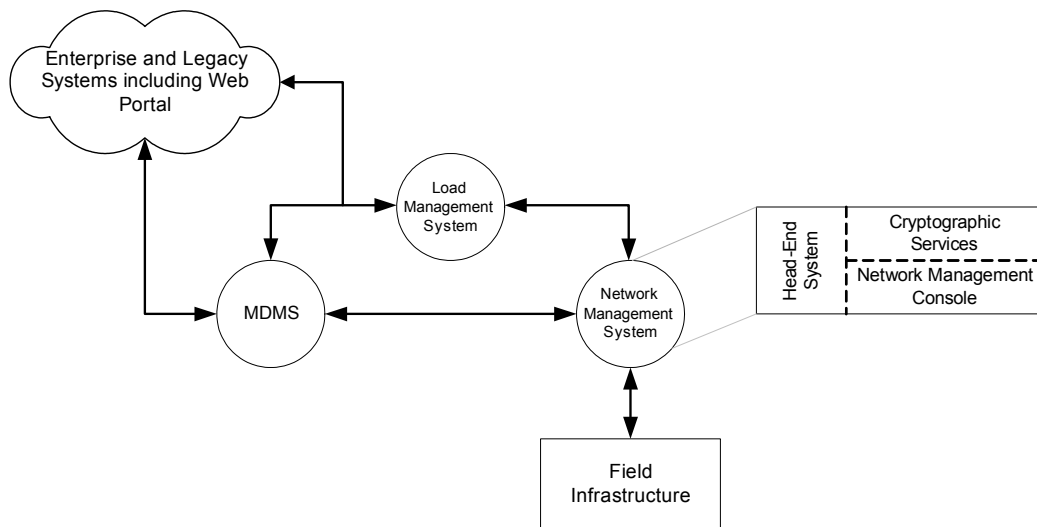 Enterprise and Legacy
Systems including Web
Portal
Load
Management
System
MDMS
Network
Management
System
Head-End
System
Cryptographic
Services
Network Management
Console
Field
Infrastructure